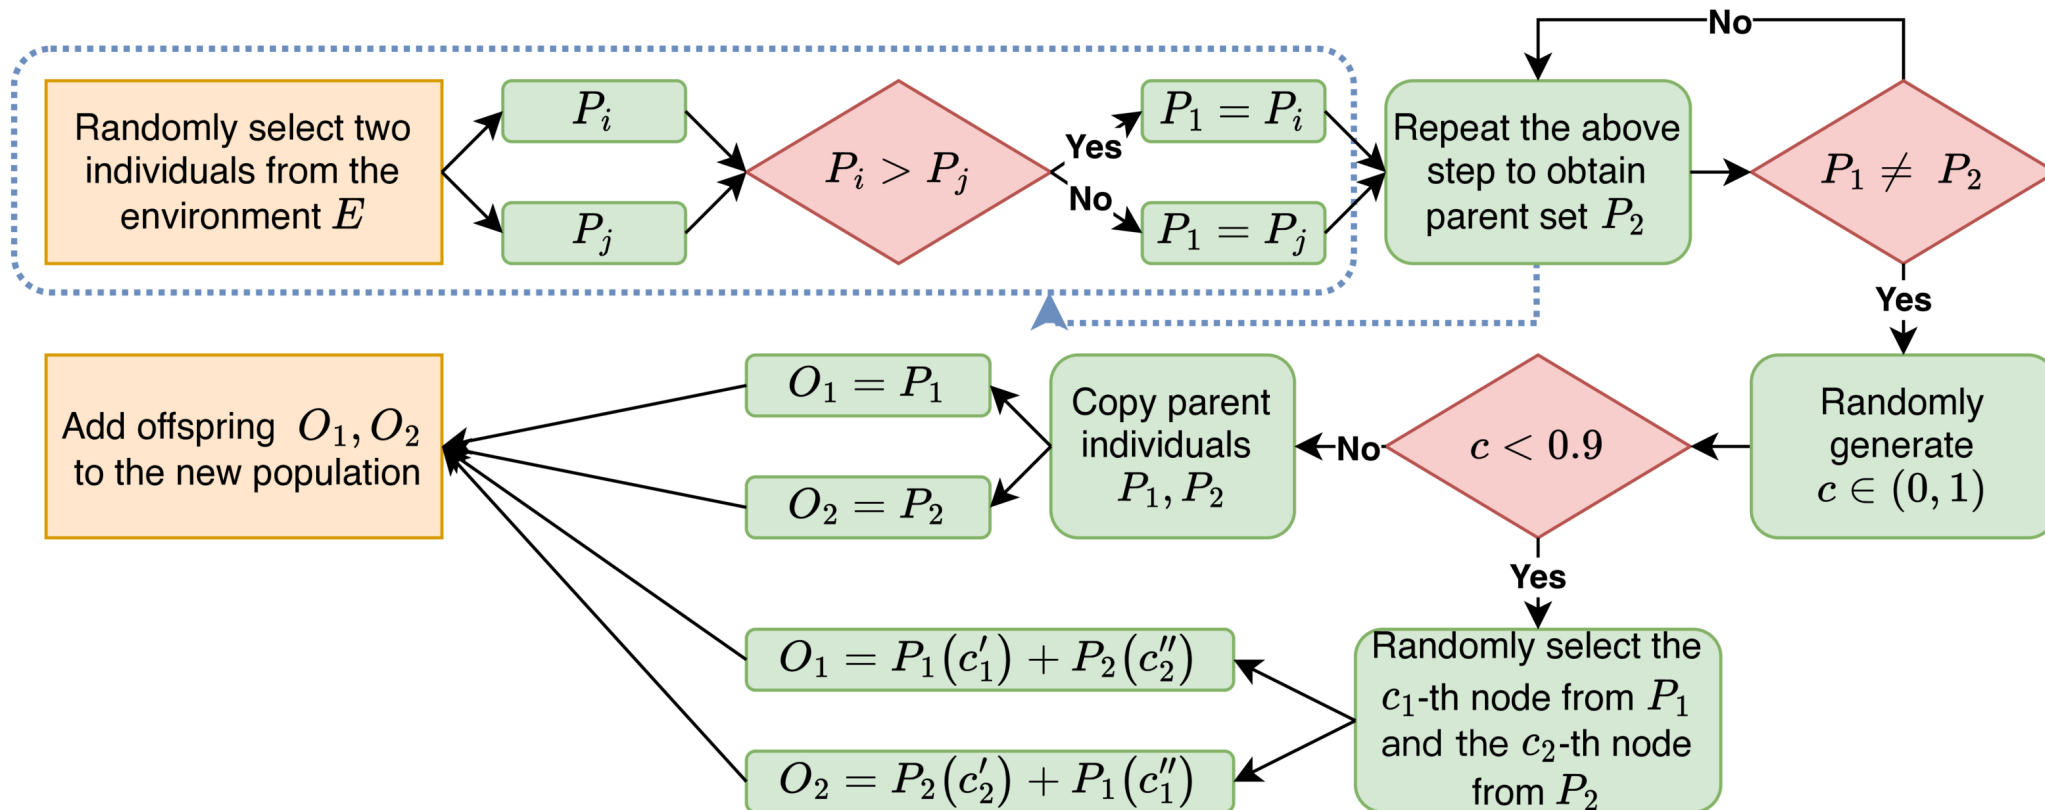 No
Randomly select two
individuals from the
environment E
P_i
P_j
P_i > P_j
Yes
No
P_1 = P_i
P_1 = P_j
Repeat the above
step to obtain
parent set P_2
P_1 ≠ P_2
Yes
Randomly
generate
c ∈ (0, 1)
c < 0.9
No
Yes
Copy parent
individuals
P_1, P_2
O_1 = P_1
O_2 = P_2
Add offspring O_1, O_2
to the new population
Randomly select the
c_1-th node from P_1
and the c_2-th node
from P_2
O_1 = P_1(c_1′) + P_2(c_2″)
O_2 = P_2(c_2′) + P_1(c_1″)